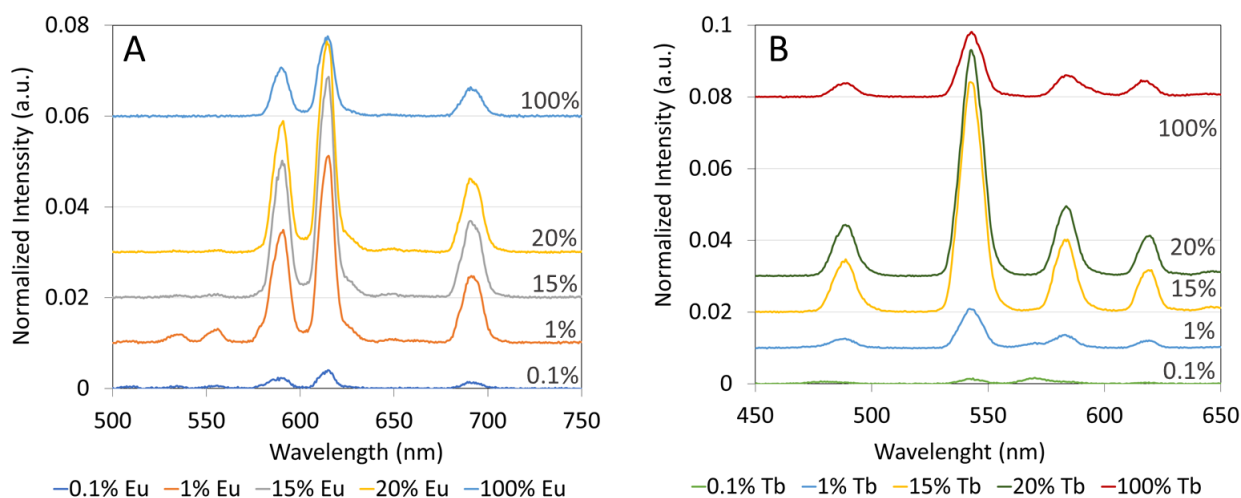 A
Normalized Intenssity (a.u.)
0.08
0.06
0.04
0.02
0
100%
20%
15%
1%
0.1%
500 550 600 650 700 750
Wavelength (nm)
0.1% Eu 1% Eu 15% Eu 20% Eu 100% Eu
B
Normalized Intensity (a.u.)
0.1
0.08
0.06
0.04
0.02
0
100%
20%
15%
1%
0.1%
450 500 550 600 650
Wavelenght (nm)
0.1% Tb 1% Tb 15% Tb 20% Tb 100% Tb